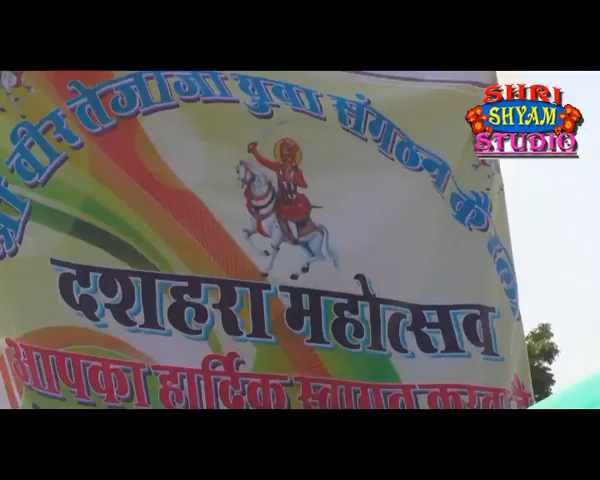 वीर तेजाजी युवा संगठन के
दशहरा महोत्सव
आपका हार्दिक स्वागत करता है
SHRI
SHYAM
STUDIO